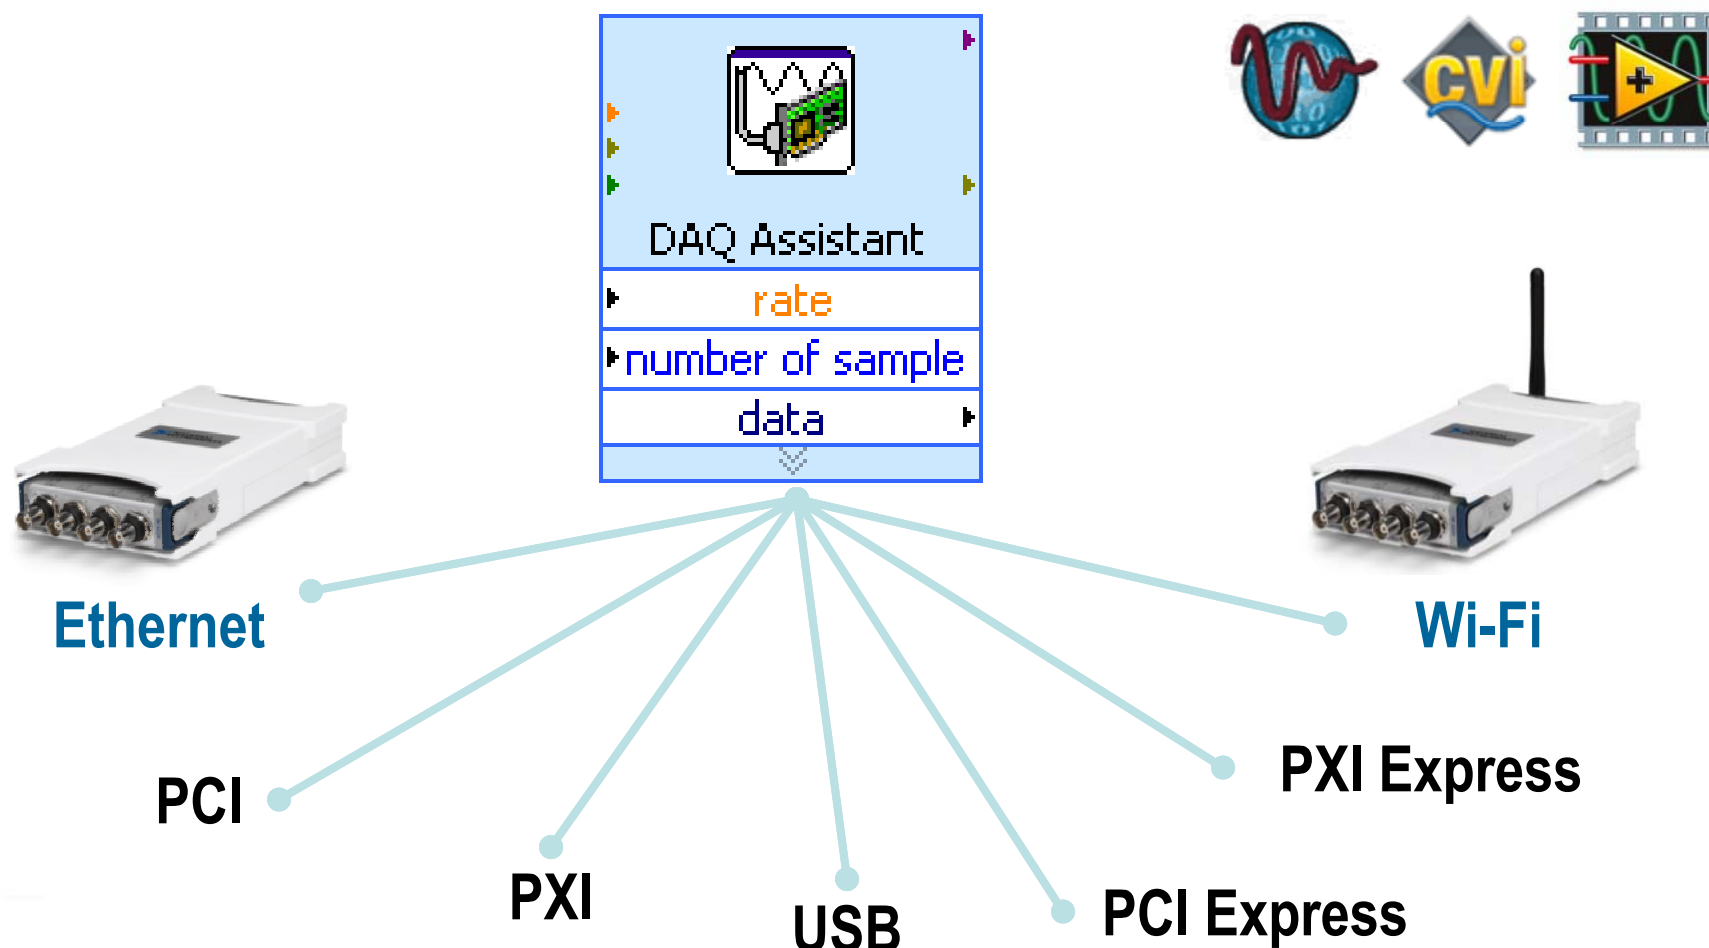 CVI
DAQ Assistant
rate
number of sample
data
Ethernet
Wi-Fi
PCI
PXI Express
PXI
USB
PCI Express